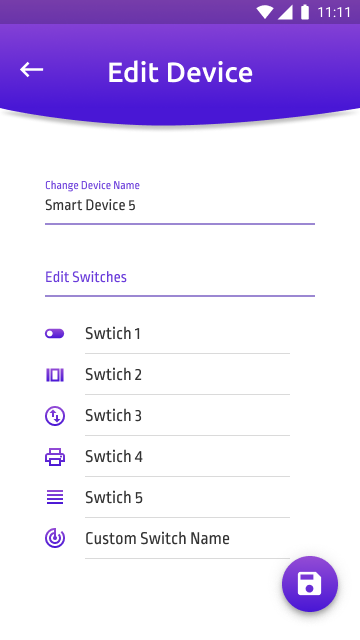 11:11
Edit Device
Change Device Name
Smart Device 5
Edit Switches
Swtich 1
Swtich 2
Swtich 3
Swtich 4
Swtich 5
Custom Switch Name